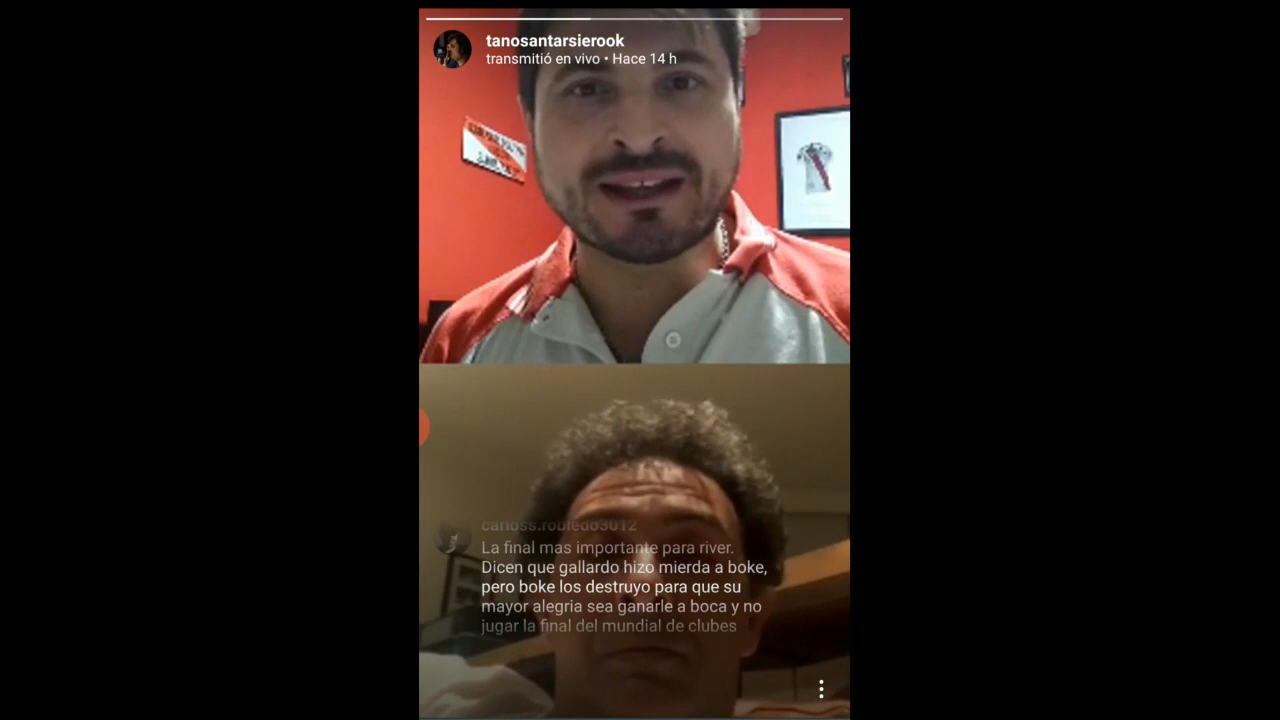 tanosantarsierook
transmitió en vivo • Hace 14 h
carloss.robledo3012
La final mas importante para river.
Dicen que gallardo hizo mierda a boke,
pero boke los destruyo para que su
mayor alegria sea ganarle a boca y no
jugar la final del mundial de clubes